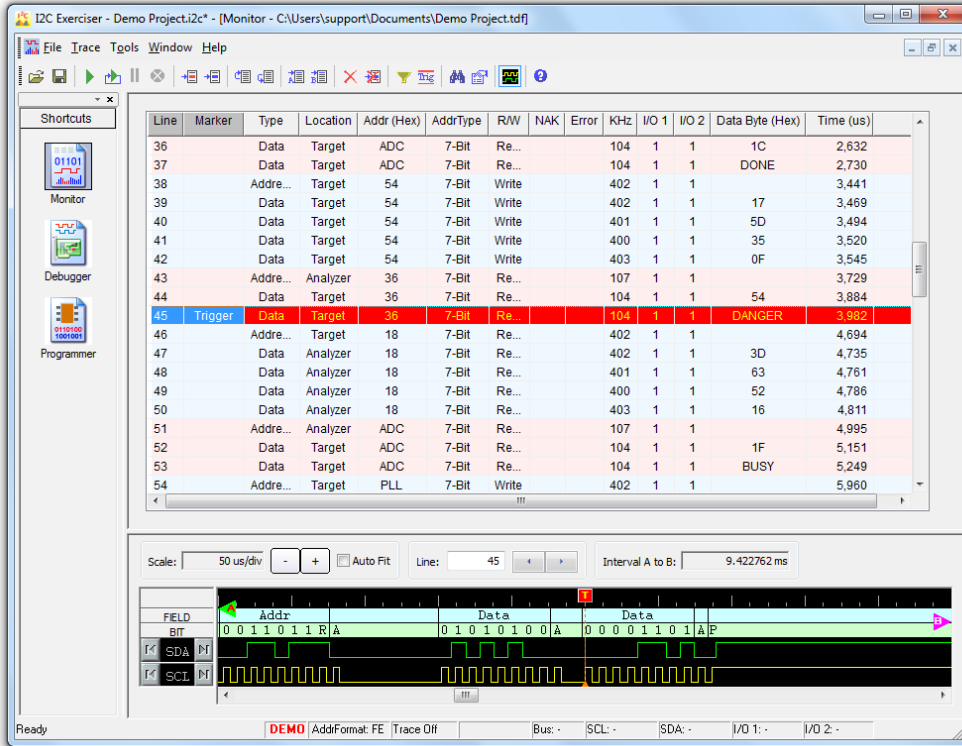 I2C Exerciser - Demo Project.i2c* - [Monitor - C:\Users\support\Documents\Demo Project.tdf]
File Trace Tools Window Help
Shortcuts
Monitor
Debugger
Programmer
Line Marker Type Location Addr (Hex) AddrType R/W NAK Error KHz I/O 1 I/O 2 Data Byte (Hex) Time (us)
36 Data Target ADC 7-Bit Re... 104 1 1 1C 2,632
37 Data Target ADC 7-Bit Re... 104 1 1 DONE 2,730
38 Addre... Target 54 7-Bit Write 402 1 1 3,441
39 Data Target 54 7-Bit Write 402 1 1 17 3,469
40 Data Target 54 7-Bit Write 401 1 1 5D 3,494
41 Data Target 54 7-Bit Write 400 1 1 35 3,520
42 Data Target 54 7-Bit Write 403 1 1 0F 3,545
43 Addre... Analyzer 36 7-Bit Re... 107 1 1 3,729
44 Data Target 36 7-Bit Re... 104 1 1 54 3,884
45 Trigger Data Target 36 7-Bit Re... 104 1 1 DANGER 3,982
46 Addre... Target 18 7-Bit Re... 402 1 1 4,694
47 Data Analyzer 18 7-Bit Re... 402 1 1 3D 4,735
48 Data Analyzer 18 7-Bit Re... 401 1 1 63 4,761
49 Data Analyzer 18 7-Bit Re... 400 1 1 52 4,786
50 Data Analyzer 18 7-Bit Re... 403 1 1 16 4,811
51 Addre... Analyzer ADC 7-Bit Re... 107 1 1 4,995
52 Data Target ADC 7-Bit Re... 104 1 1 1F 5,151
53 Data Target ADC 7-Bit Re... 104 1 1 BUSY 5,249
54 Addre... Target PLL 7-Bit Write 402 1 1 5,960
Scale: 50 us/div - + Auto Fit Line: 45 Interval A to B: 9.422762 ms
T
A
FIELD Addr Data Data
BIT 0 0 1 1 0 1 1 R A 0 1 0 1 0 1 0 0 A 0 0 0 0 1 1 0 1 A P
SDA
SCL
Ready DEMO AddrFormat: FE Trace Off Bus: - SCL: - SDA: - I/O 1: - I/O 2: -